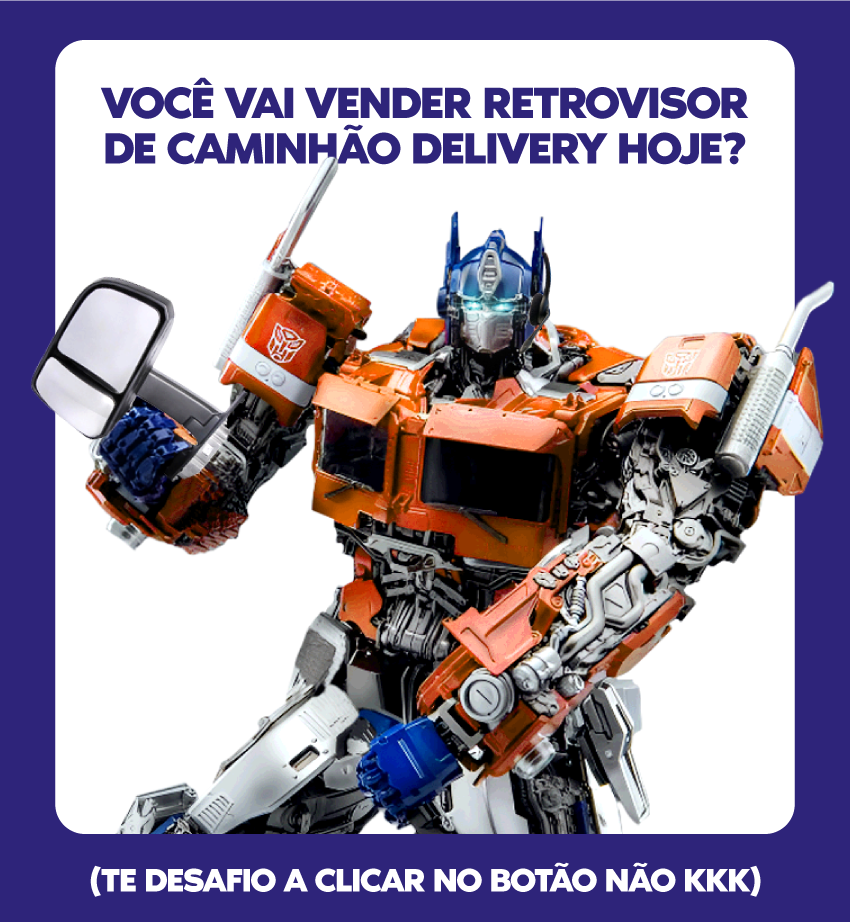 VOCÊ VAI VENDER RETROVISOR
DE CAMINHÃO DELIVERY HOJE?
(TE DESAFIO A CLICAR NO BOTÃO NÃO KKK)